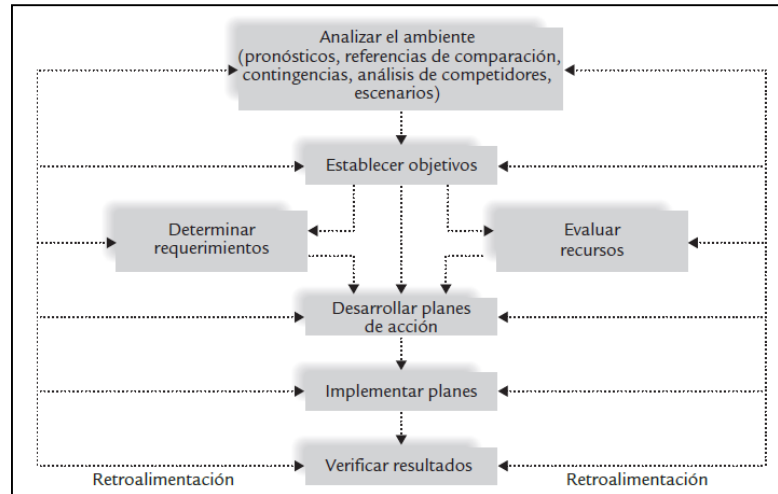 Analizar el ambiente
(pronósticos, referencias de comparación,
contingencias, análisis de competidores,
escenarios)
Establecer objetivos
Determinar
requerimientos
Evaluar
recursos
Desarrollar planes
de acción
Implementar planes
Verificar resultados
Retroalimentación
Retroalimentación